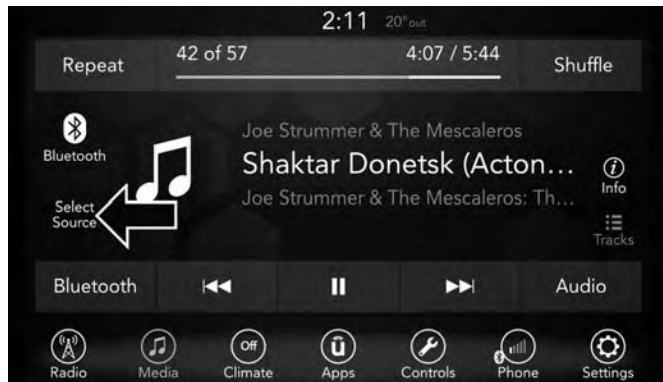 2:11 20° out
Repeat 42 of 57 4:07 / 5:44 Shuffle
Bluetooth
Joe Strummer & The Mescaleros
Shaktar Donetsk (Acton...
Joe Strummer & The Mescaleros: Th...
Info
Select
Source
Tracks
Bluetooth Audio
Off
ū
Radio Media Climate Apps Controls Phone Settings